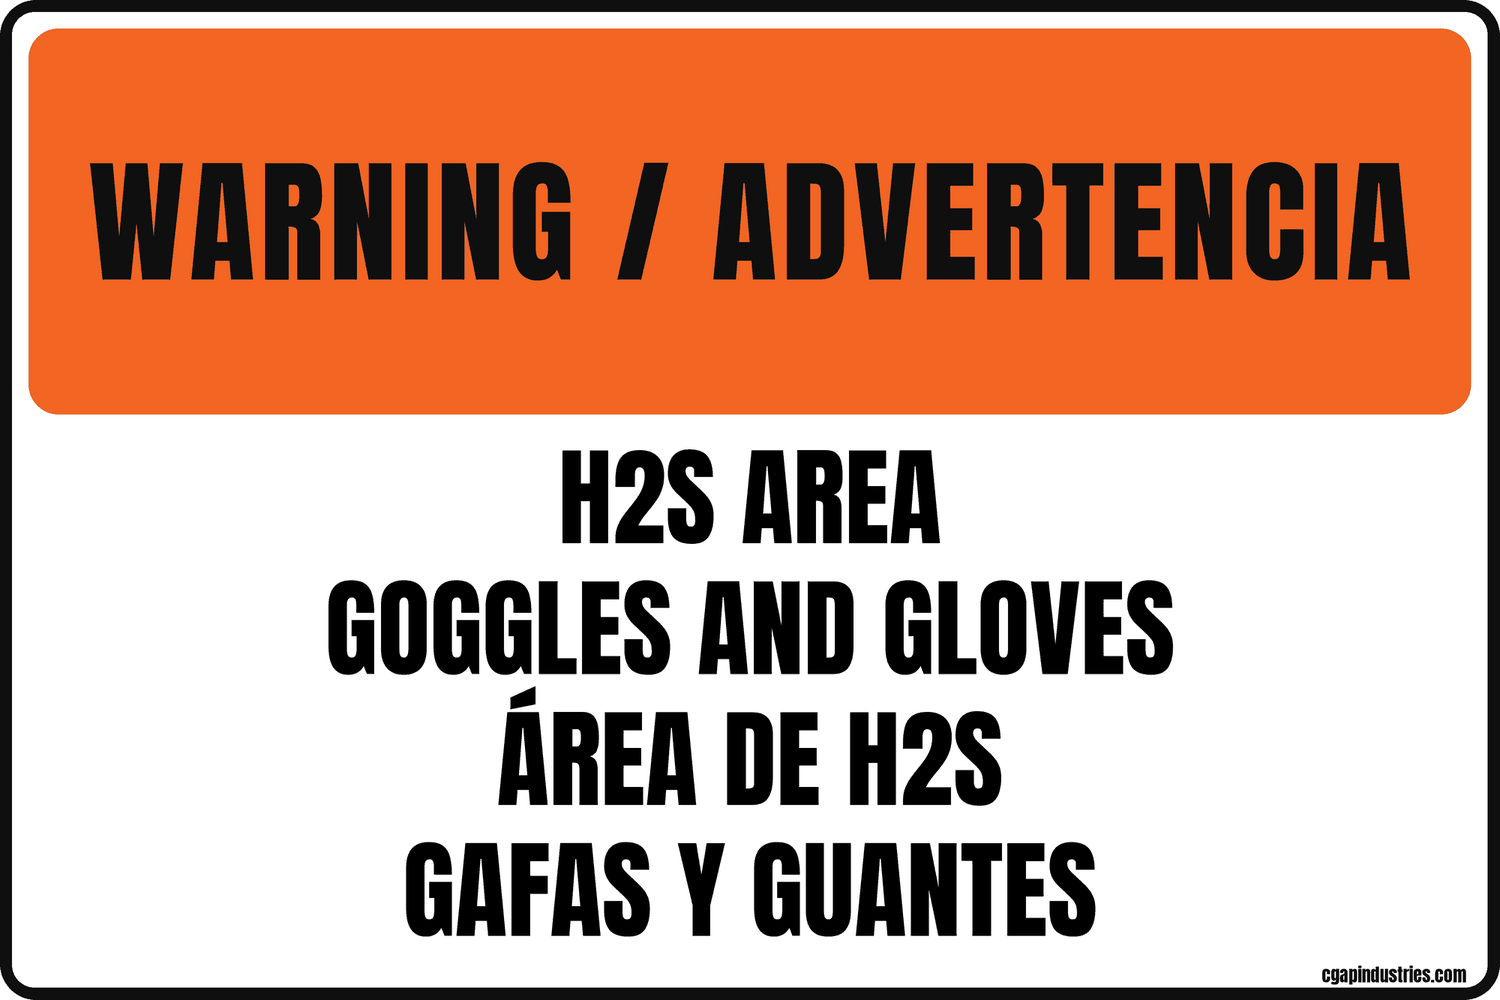 WARNING / ADVERTENCIA
H2S AREA
GOGGLES AND GLOVES
ÁREA DE H2S
GAFAS Y GUANTES
cgapindustries.com